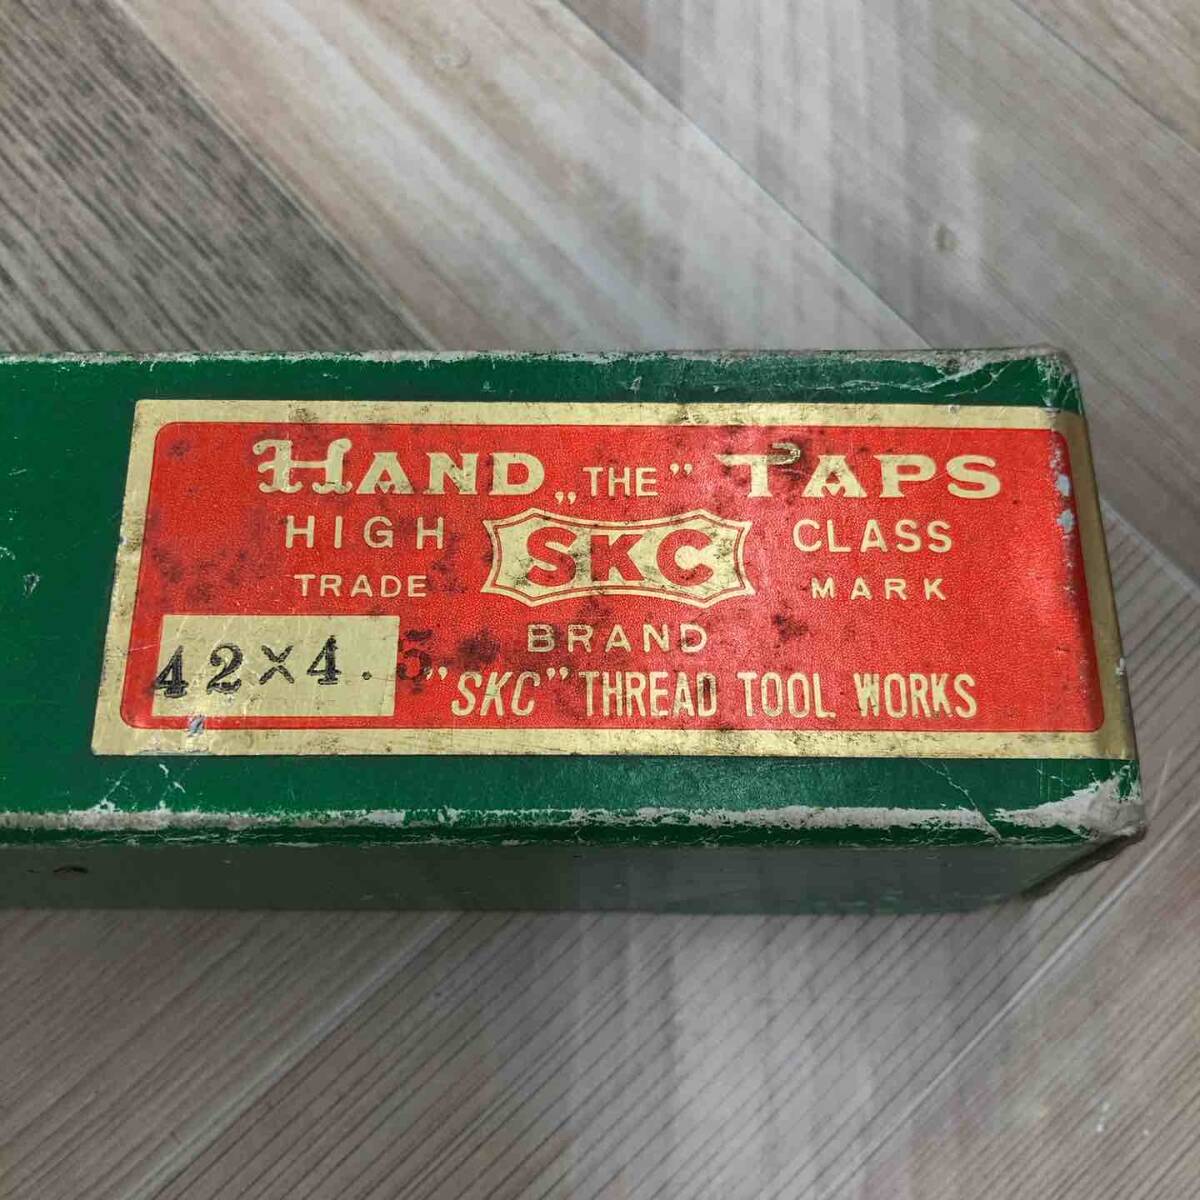 HAND „THE” TAPS
HIGH SKC CLASS
TRADE MARK
BRAND
42×4.5
"SKC" THREAD TOOL WORKS